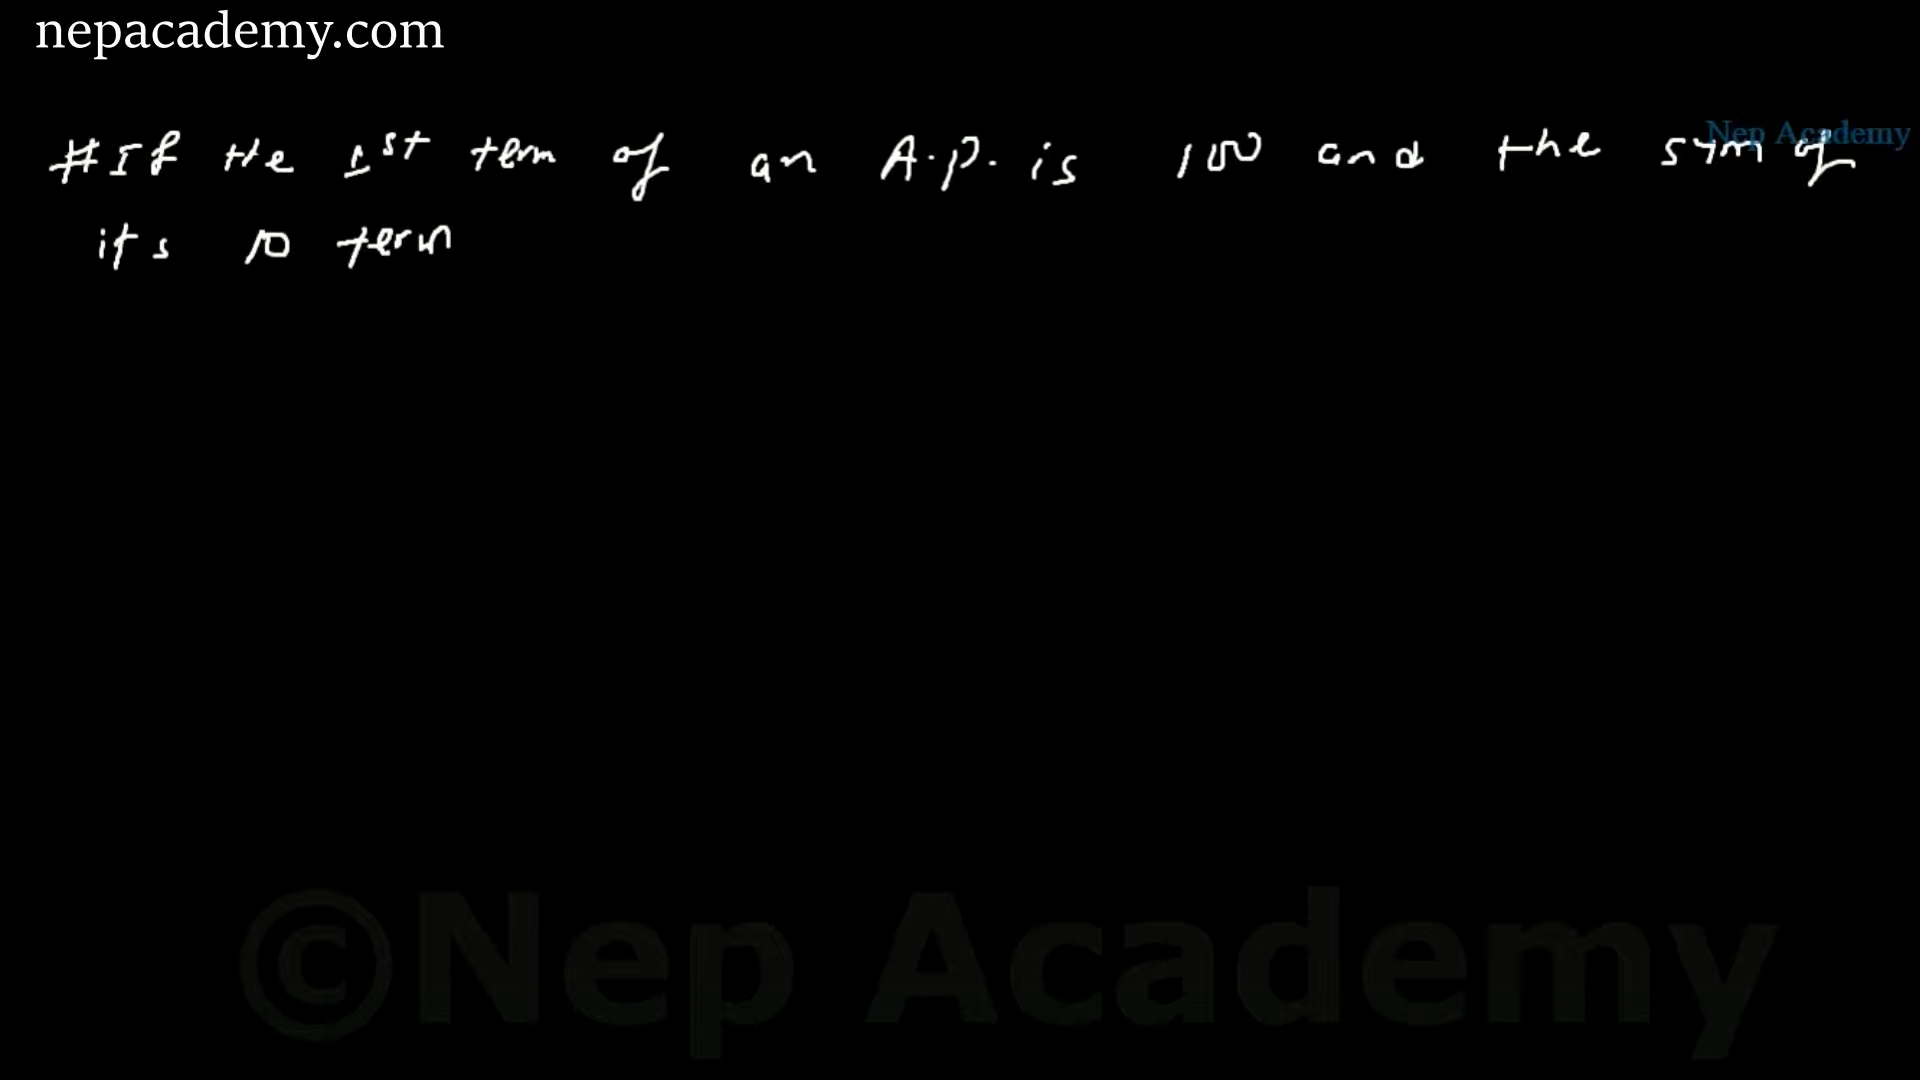 nepacademy.com
Nep Academy
#If the 1st term of an A.P. is 100 and the sum of
its 10 term
©Nep Academy